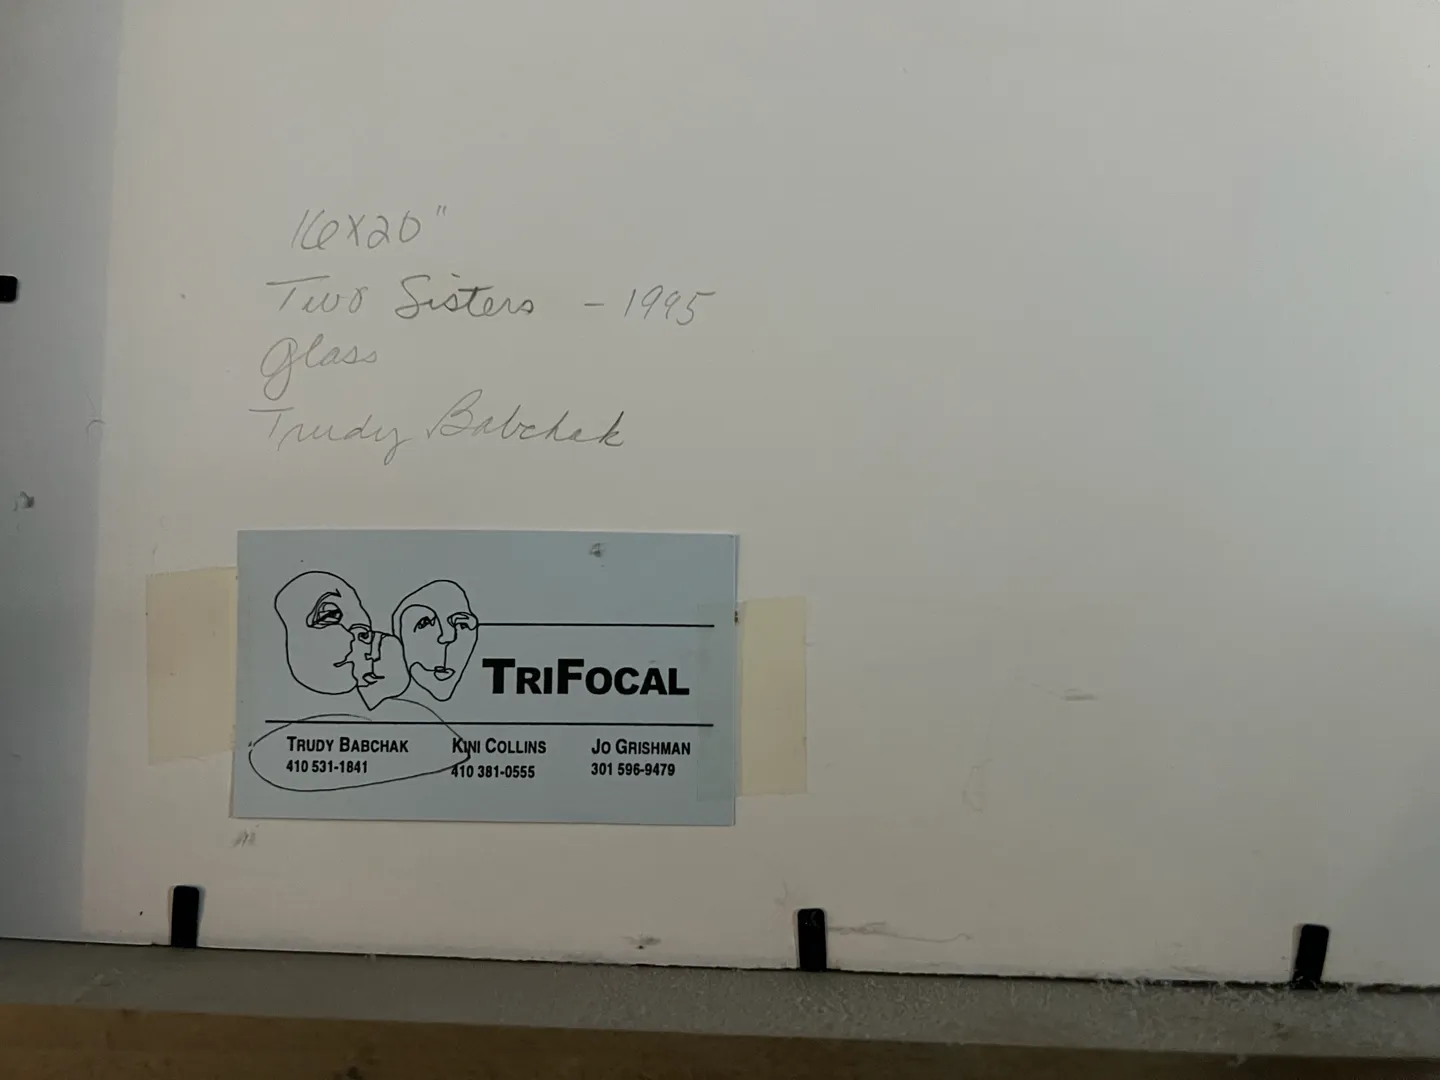 16x20"
Two Sisters - 1995
Glass
Trudy Babchak
TRIFOCAL
TRUDY BABCHAK
410 531-1841
KINI COLLINS
410 381-0555
JO GRISHMAN
301 596-9479